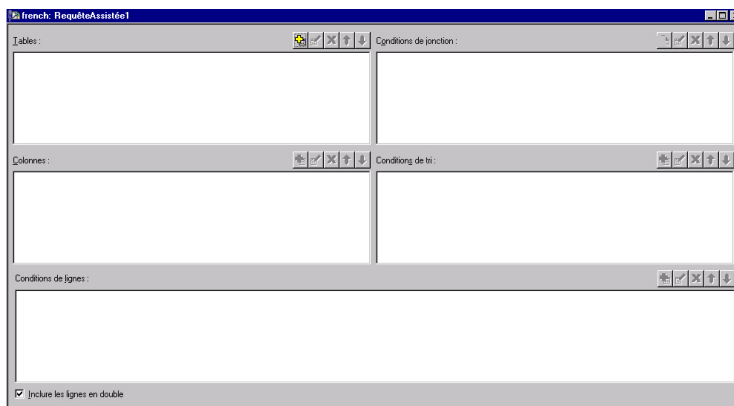 french: RequêteAssistée1
Tables :
Conditions de jonction :
Colonnes :
Conditions de tri :
Conditions de lignes :
Inclure les lignes en double